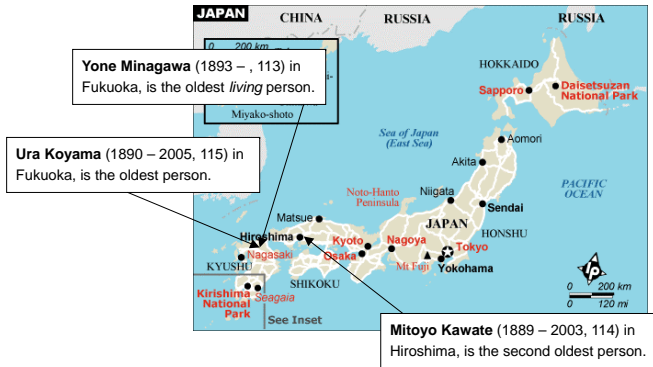 JAPAN
CHINA
RUSSIA
RUSSIA
0 200 km
Yone Minagawa (1893 – , 113) in
Fukuoka, is the oldest living person.
Miyako-shoto
HOKKAIDO
Sapporo
Daisetsuzan
National Park
Sea of Japan
(East Sea)
Aomori
Ura Koyama (1890 – 2005, 115) in
Fukuoka, is the oldest person.
Akita
Noto-Hanto
Peninsula
Niigata
PACIFIC
OCEAN
Sendai
Matsue
JAPAN
HONSHU
Hiroshima
Kyoto
Nagoya
Tokyo
Nagasaki
Osaka
Mt Fuji
Yokohama
KYUSHU
SHIKOKU
Kirishima
National
Park
Seagaia
See Inset
lp
0 200 km
0 120 mi
Mitoyo Kawate (1889 – 2003, 114) in
Hiroshima, is the second oldest person.